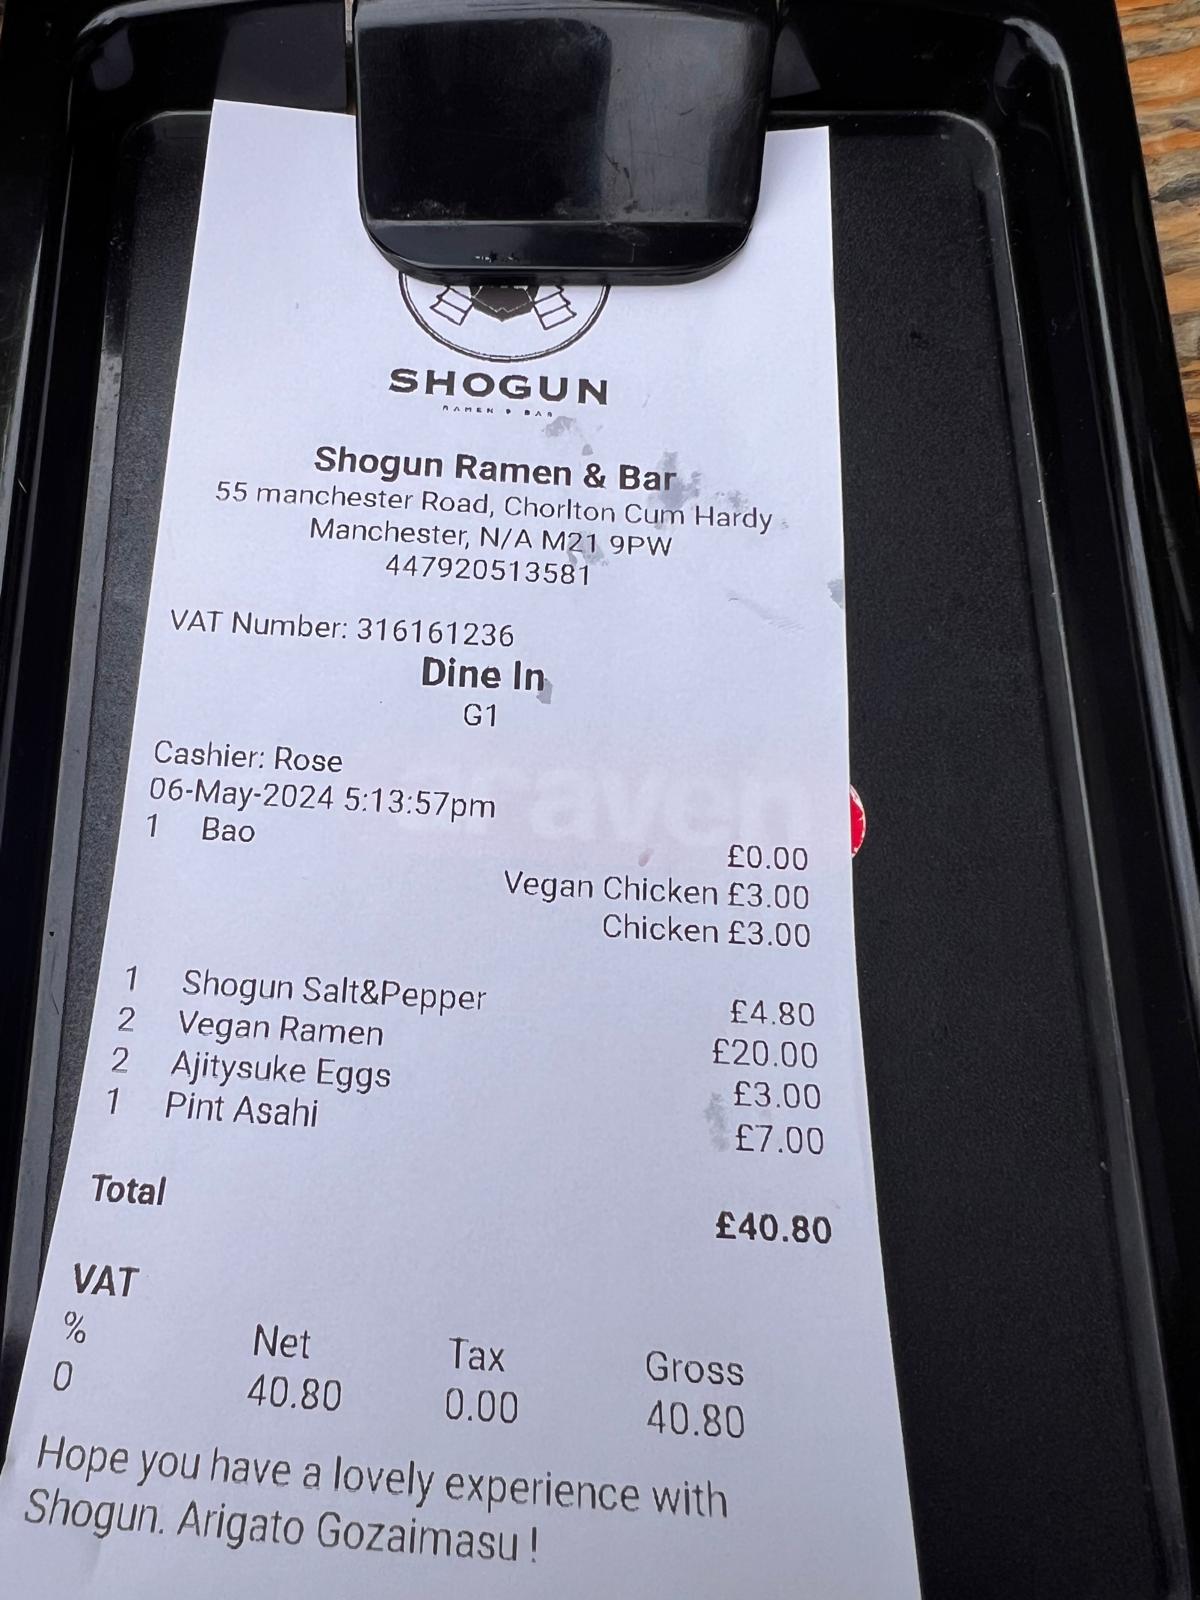 SHOGUN
RAMEN & BAR
Shogun Ramen & Bar
55 manchester Road, Chorlton Cum Hardy
Manchester, N/A M21 9PW
447920513581
VAT Number: 316161236
Dine In
G1
Cashier: Rose
06-May-2024 5:13:57pm
1 Bao £0.00
Vegan Chicken £3.00
Chicken £3.00
1 Shogun Salt&Pepper £4.80
2 Vegan Ramen £20.00
2 Ajitysuke Eggs £3.00
1 Pint Asahi £7.00
Total £40.80
VAT
% Net Tax Gross
0 40.80 0.00 40.80
Hope you have a lovely experience with
Shogun. Arigato Gozaimasu !